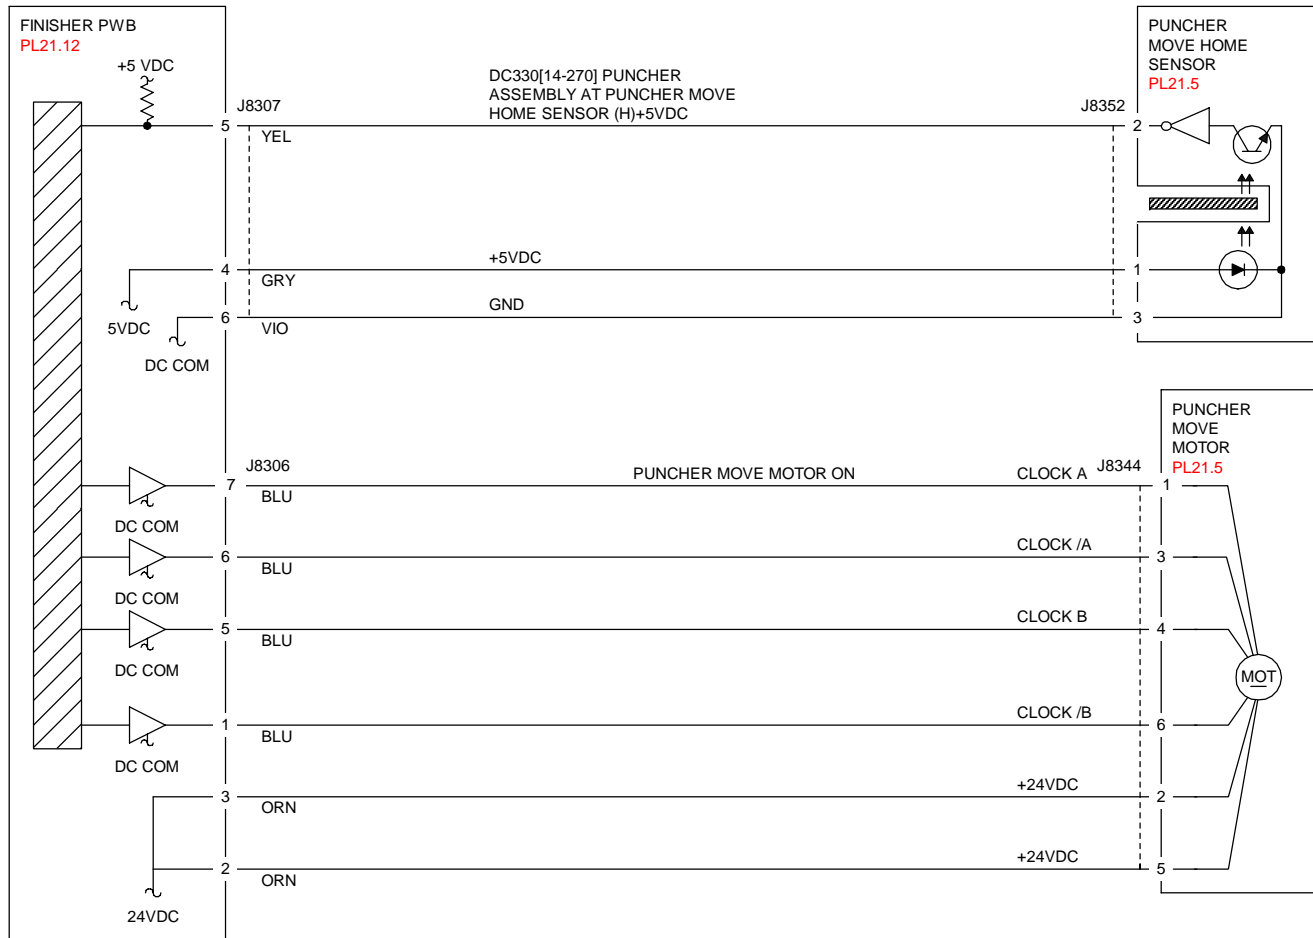 FINISHER PWB
PL21.12
+5 VDC
J8307
5
YEL
DC330[14-270] PUNCHER
ASSEMBLY AT PUNCHER MOVE
HOME SENSOR (H)+5VDC
J8352
2
PUNCHER
MOVE HOME
SENSOR
PL21.5
4
GRY
+5VDC
1
5VDC
6
VIO
GND
3
DC COM
J8306
7
BLU
PUNCHER MOVE MOTOR ON
CLOCK A
J8344
1
PUNCHER
MOVE
MOTOR
PL21.5
DC COM
6
BLU
CLOCK /A
3
DC COM
5
BLU
CLOCK B
4
DC COM
MOT
1
BLU
CLOCK /B
6
DC COM
3
ORN
+24VDC
2
2
ORN
+24VDC
5
24VDC